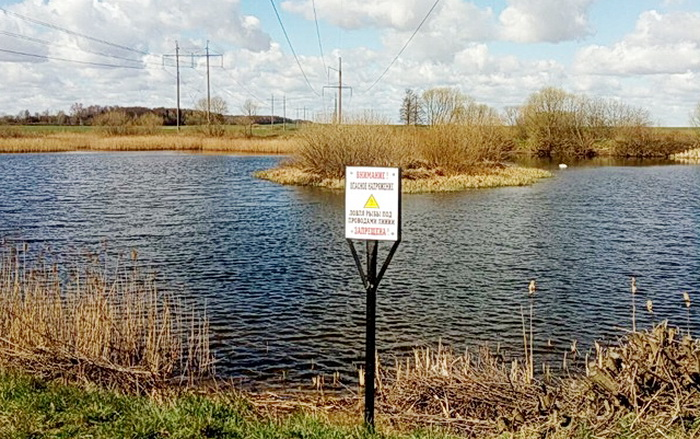 ВНИМАНИЕ!
ОПАСНОЕ НАПРЯЖЕНИЕ
ЛОВЛЯ РЫБЫ ПОД
ПРОВОДАМИ ЛИНИИ
ЗАПРЕЩЕНА!